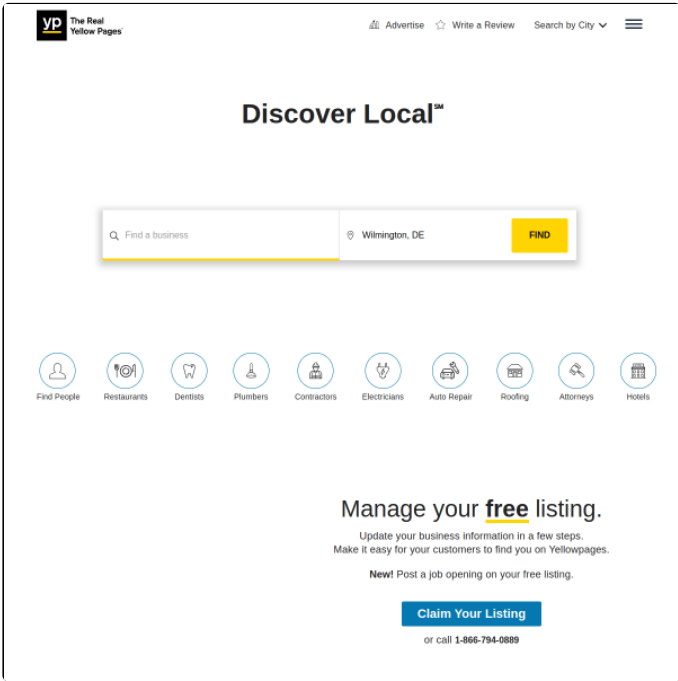 yp The Real
Yellow Pages
Advertise Write a Review Search by City
Discover Local℠
Find a business Wilmington, DE FIND
Find People Restaurants Dentists Plumbers Contractors Electricians Auto Repair Roofing Attorneys Hotels
Manage your free listing.
Update your business information in a few steps.
Make it easy for your customers to find you on Yellowpages.
New! Post a job opening on your free listing.
Claim Your Listing
or call 1-866-794-0889